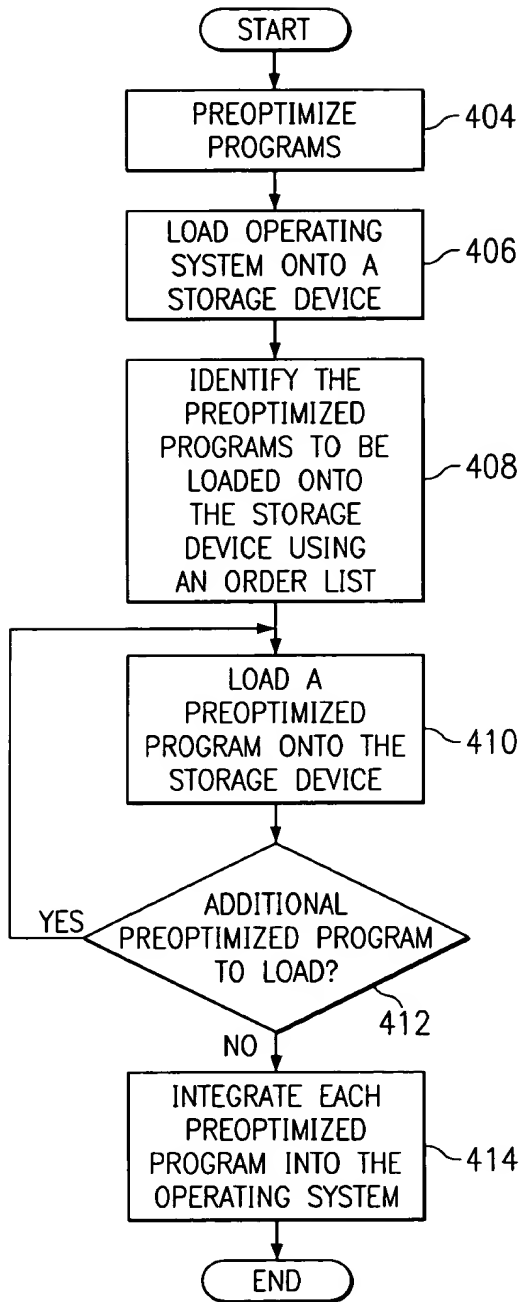 START
PREOPTIMIZE
PROGRAMS
404
LOAD OPERATING
SYSTEM ONTO A
STORAGE DEVICE
406
IDENTIFY THE
PREOPTIMIZED
PROGRAMS TO BE
LOADED ONTO
THE STORAGE
DEVICE USING
AN ORDER LIST
408
LOAD A
PREOPTIMIZED
PROGRAM ONTO THE
STORAGE DEVICE
410
ADDITIONAL
PREOPTIMIZED PROGRAM
TO LOAD?
YES
412
NO
INTEGRATE EACH
PREOPTIMIZED
PROGRAM INTO THE
OPERATING SYSTEM
414
END